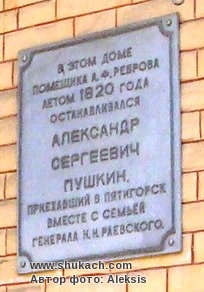 В ЭТОМ ДОМЕ
ПОМЕЩИКА А.Ф. РЕБРОВА
ЛЕТОМ 1820 ГОДА
ОСТАНАВЛИВАЛСЯ
АЛЕКСАНДР
СЕРГЕЕВИЧ
ПУШКИН,
ПРИЕХАВШИЙ В ПЯТИГОРСК
ВМЕСТЕ С СЕМЬЕЙ
ГЕНЕРАЛА Н.Н. РАЕВСКОГО.
www.shukach.com
Автор фото: Aleksis